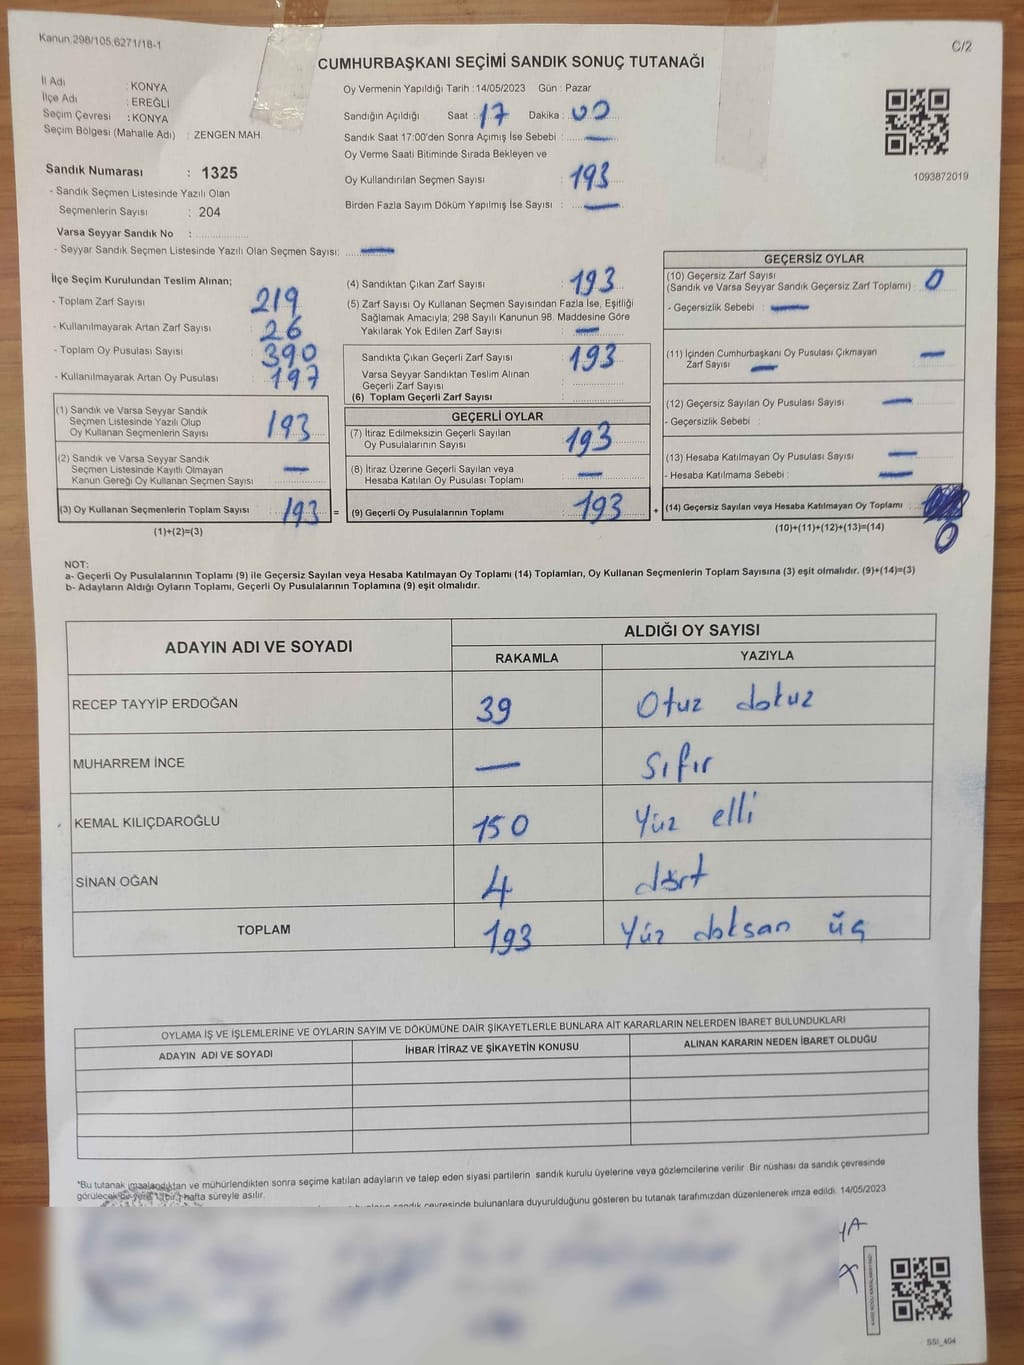 Kanun:298/105;6271/18-1
C/2
CUMHURBAŞKANI SEÇİMİ SANDIK SONUÇ TUTANAĞI
İl Adı : KONYA
İlçe Adı : EREĞLİ
Seçim Çevresi : KONYA
Seçim Bölgesi (Mahalle Adı) : ZENGEN MAH.
Sandık Numarası : 1325
- Sandık Seçmen Listesinde Yazılı Olan
Seçmenlerin Sayısı : 204
Varsa Seyyar Sandık No :
- Seyyar Sandık Seçmen Listesinde Yazılı Olan Seçmen Sayısı: —
Oy Vermenin Yapıldığı Tarih : 14/05/2023 Gün : Pazar
Sandığın Açıldığı Saat : 17 Dakika : 00
Sandık Saat 17:00'den Sonra Açımış İse Sebebi : —
Oy Verme Saati Bitiminde Sırada Bekleyen ve
Oy Kullandırılan Seçmen Sayısı : 193
Birden Fazla Sayım Döküm Yapılmış İse Sayısı : —
1093872019
İlçe Seçim Kurulundan Teslim Alınan;
- Toplam Zarf Sayısı : 219
- Kullanılmayarak Artan Zarf Sayısı : 26
- Toplam Oy Pusulası Sayısı : 390
- Kullanılmayarak Artan Oy Pusulası : 197
(1) Sandık ve Varsa Seyyar Sandık
Seçmen Listesinde Yazılı Olup
Oy Kullanan Seçmenlerin Sayısı : 193
(2) Sandık ve Varsa Seyyar Sandık
Seçmen Listesinde Kayıtlı Olmayan
Kanun Gereği Oy Kullanan Seçmen Sayısı : —
(3) Oy Kullanan Seçmenlerin Toplam Sayısı : 193 =
(1)+(2)=(3)
(4) Sandıktan Çıkan Zarf Sayısı : 193
(5) Zarf Sayısı Oy Kullanan Seçmen Sayısından Fazla İse, Eşitliği
Sağlamak Amacıyla; 298 Sayılı Kanunun 98. Maddesine Göre
Yakılarak Yok Edilen Zarf Sayısı : —
Sandıkta Çıkan Geçerli Zarf Sayısı : 193
Varsa Seyyar Sandıktan Teslim Alınan
Geçerli Zarf Sayısı :
(6) Toplam Geçerli Zarf Sayısı :
GEÇERLİ OYLAR
(7) İtiraz Edilmeksizin Geçerli Sayılan
Oy Pusulalarının Sayısı : 193
(8) İtiraz Üzerine Geçerli Sayılan veya
Hesaba Katılan Oy Pusulası Toplamı : —
(9) Geçerli Oy Pusulalarının Toplamı : 193 +
GEÇERSİZ OYLAR
(10) Geçersiz Zarf Sayısı
(Sandık ve Varsa Seyyar Sandık Geçersiz Zarf Toplamı) : 0
- Geçersizlik Sebebi : —
(11) İçinden Cumhurbaşkanı Oy Pusulası Çıkmayan
Zarf Sayısı : —
(12) Geçersiz Sayılan Oy Pusulası Sayısı : —
- Geçersizlik Sebebi :
(13) Hesaba Katılmayan Oy Pusulası Sayısı : —
- Hesaba Katılmama Sebebi : —
(14) Geçersiz Sayılan veya Hesaba Katılmayan Oy Toplamı :
(10)+(11)+(12)+(13)=(14) 0
NOT:
a- Geçerli Oy Pusulalarının Toplamı (9) ile Geçersiz Sayılan veya Hesaba Katılmayan Oy Toplamı (14) Toplamları, Oy Kullanan Seçmenlerin Toplam Sayısına (3) eşit olmalıdır. (9)+(14)=(3)
b- Adayların Aldığı Oyların Toplamı, Geçerli Oy Pusulalarının Toplamına (9) eşit olmalıdır.
ADAYIN ADI VE SOYADI ALDIĞI OY SAYISI
RAKAMLA YAZIYLA
RECEP TAYYİP ERDOĞAN 39 Otuz dokuz
MUHARREM İNCE — Sıfır
KEMAL KILIÇDAROĞLU 150 Yüz elli
SİNAN OĞAN 4 dört
TOPLAM 193 Yüz doksan üç
OYLAMA İŞ VE İŞLEMLERİNE VE OYLARIN SAYIM VE DÖKÜMÜNE DAİR ŞİKAYETLERLE BUNLARA AİT KARARLARIN NELERDEN İBARET BULUNDUKLARI
ADAYIN ADI VE SOYADI İHBAR İTİRAZ VE ŞİKAYETİN KONUSU ALINAN KARARIN NEDEN İBARET OLDUĞU
*Bu tutanak imzalandıktan ve mühürlendikten sonra seçime katılan adayların ve talep eden siyasi partilerin sandık kurulu üyelerine veya gözlemcilerine verilir. Bir nüshası da sandık çevresinde
görülecek bir yere 1(bir) hafta süreyle asılır.
sandık çevresinde bulunanlara duyurulduğunu gösteren bu tutanak tarafımızdan düzenlenerek imza edildi. 14/05/2023
SSI_404